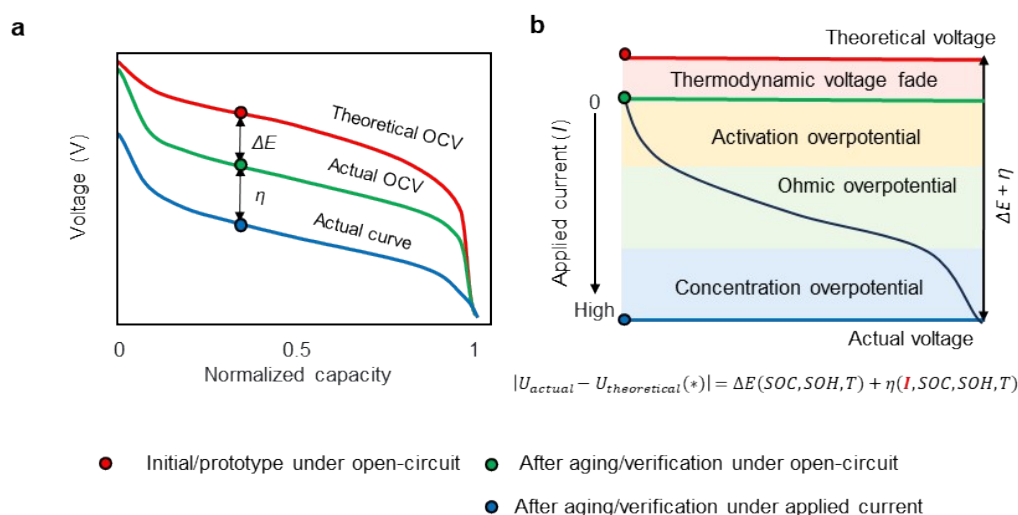 a
Voltage (V)
Theoretical OCV
ΔE
Actual OCV
η
Actual curve
0
0.5
1
Normalized capacity
b
Theoretical voltage
Thermodynamic voltage fade
0
Activation overpotential
Ohmic overpotential
Applied current (I)
ΔE + η
Concentration overpotential
High
Actual voltage
|U_actual − U_theoretical(*)| = ΔE(SOC,SOH,T) + η(I,SOC,SOH,T)
Initial/prototype under open-circuit
After aging/verification under open-circuit
After aging/verification under applied current